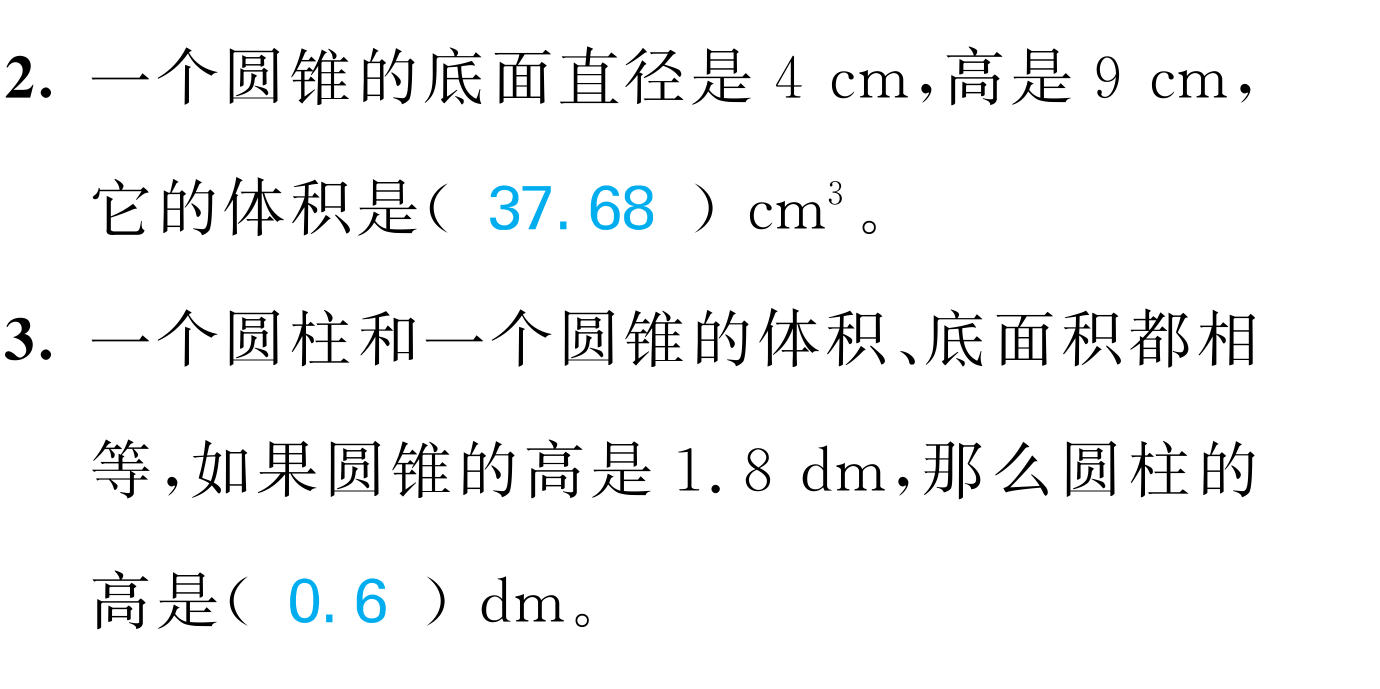 2. 一个圆锥的底面直径是 4 cm,高是 9 cm,
它的体积是( 37.68 ) cm³。
3. 一个圆柱和一个圆锥的体积、底面积都相
等,如果圆锥的高是 1.8 dm,那么圆柱的
高是( 0.6 ) dm。